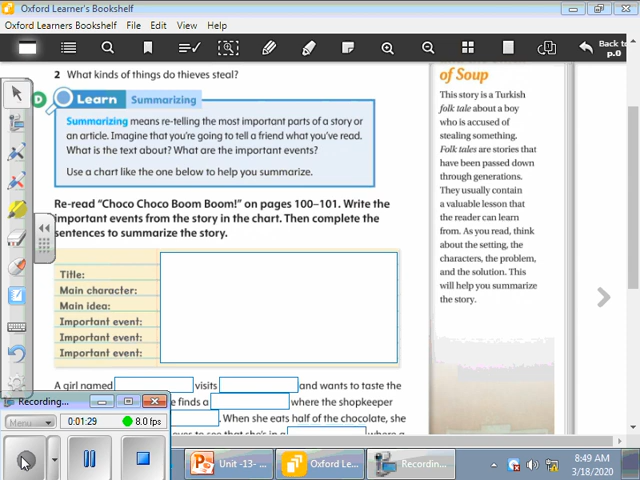 Oxford Learner's Bookshelf
Oxford Learners Bookshelf File Edit Window Help
Back to
p.0
2 What kinds of things do thieves steal?
D
Learn Summarizing
Summarizing means re-telling the most important parts of a story or
an article. Imagine that you're going to tell a friend what you've read.
What is the text about? What are the important events?
Use a chart like the one below to help you summarize.
Re-read "Choco Choco Boom Boom!" on pages 100–101. Write the
important events from the story in the chart. Then complete the
sentences to summarize the story.
Title:
Main character:
Main idea:
Important event:
Important event:
Important event:
A girl named visits and wants to taste the
e finds a where the shopkeeper
. When she eats half of the chocolate, she
over to see that she's in a where a
of Soup
This story is a Turkish
folk tale about a boy
who is accused of
stealing something.
Folk tales are stories that
have been passed down
through generations.
They usually contain
a valuable lesson that
the reader can learn
from. As you read, think
about the setting, the
characters, the problem,
and the solution. This
will help you summarize
the story.
Recording...
Menu
0:01:29
8.0 fps
Unit -13- ...
Oxford Le...
Recording...
8:49 AM
3/18/2020